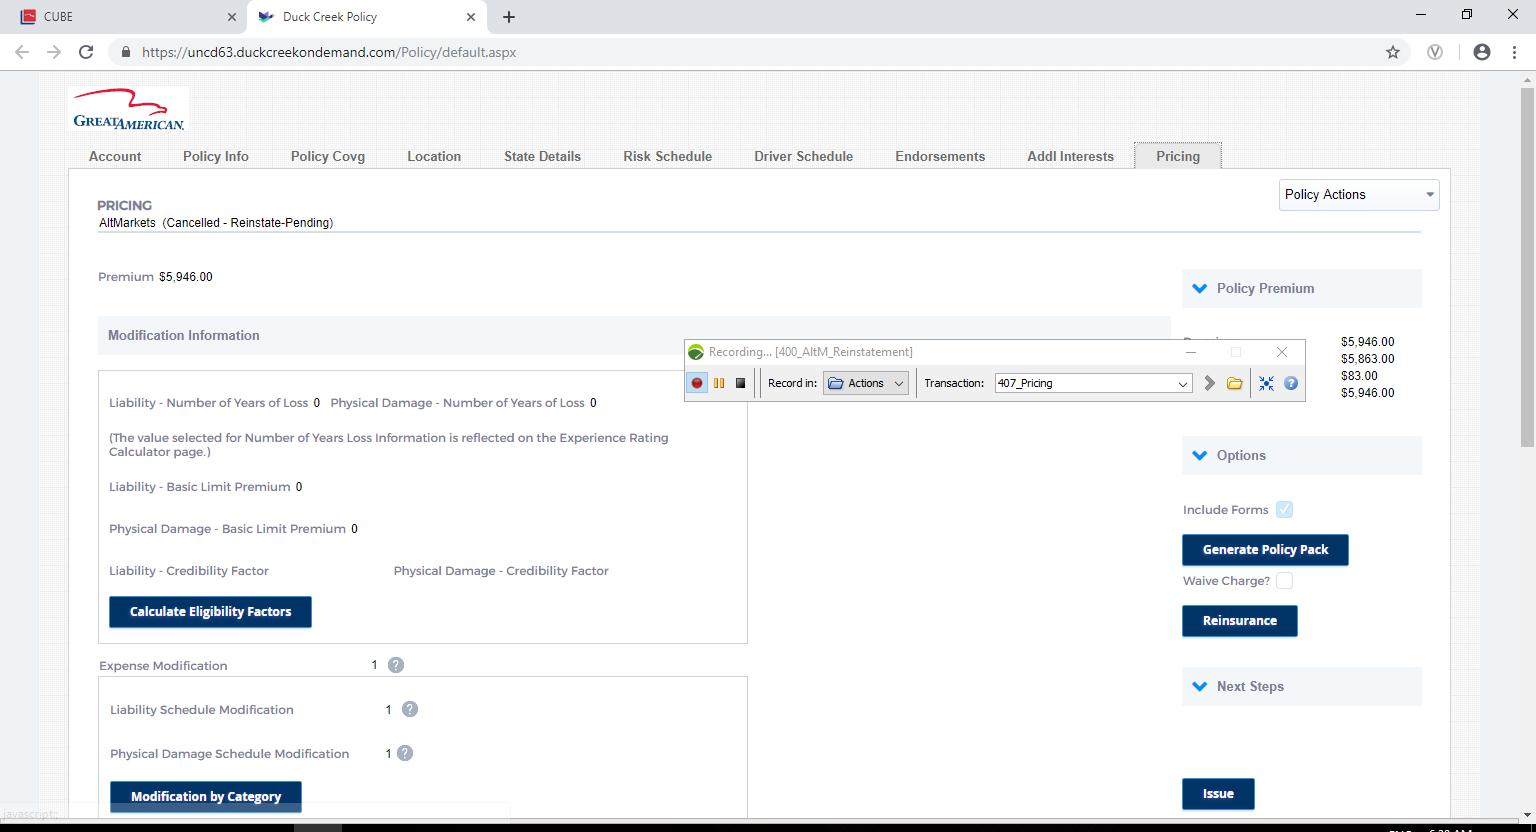 CUBE
Duck Creek Policy
https://uncd63.duckcreekondemand.com/Policy/default.aspx
GREATAMERICAN.
Account Policy Info Policy Covg Location State Details Risk Schedule Driver Schedule Endorsements Addl Interests Pricing
Policy Actions
PRICING
AltMarkets (Cancelled - Reinstate-Pending)
Premium $5,946.00
Policy Premium
Modification Information
$5,946.00
$5,863.00
$83.00
$5,946.00
Recording... [400_AltM_Reinstatement]
Record in: Actions Transaction: 407_Pricing
Liability - Number of Years of Loss 0 Physical Damage - Number of Years of Loss 0
(The value selected for Number of Years Loss Information is reflected on the Experience Rating
Calculator page.)
Options
Liability - Basic Limit Premium 0
Include Forms
Physical Damage - Basic Limit Premium 0
Generate Policy Pack
Liability - Credibility Factor Physical Damage - Credibility Factor
Waive Charge?
Calculate Eligibility Factors
Reinsurance
Expense Modification 1 ?
Next Steps
Liability Schedule Modification 1 ?
Physical Damage Schedule Modification 1 ?
Modification by Category
Issue
javascript:;